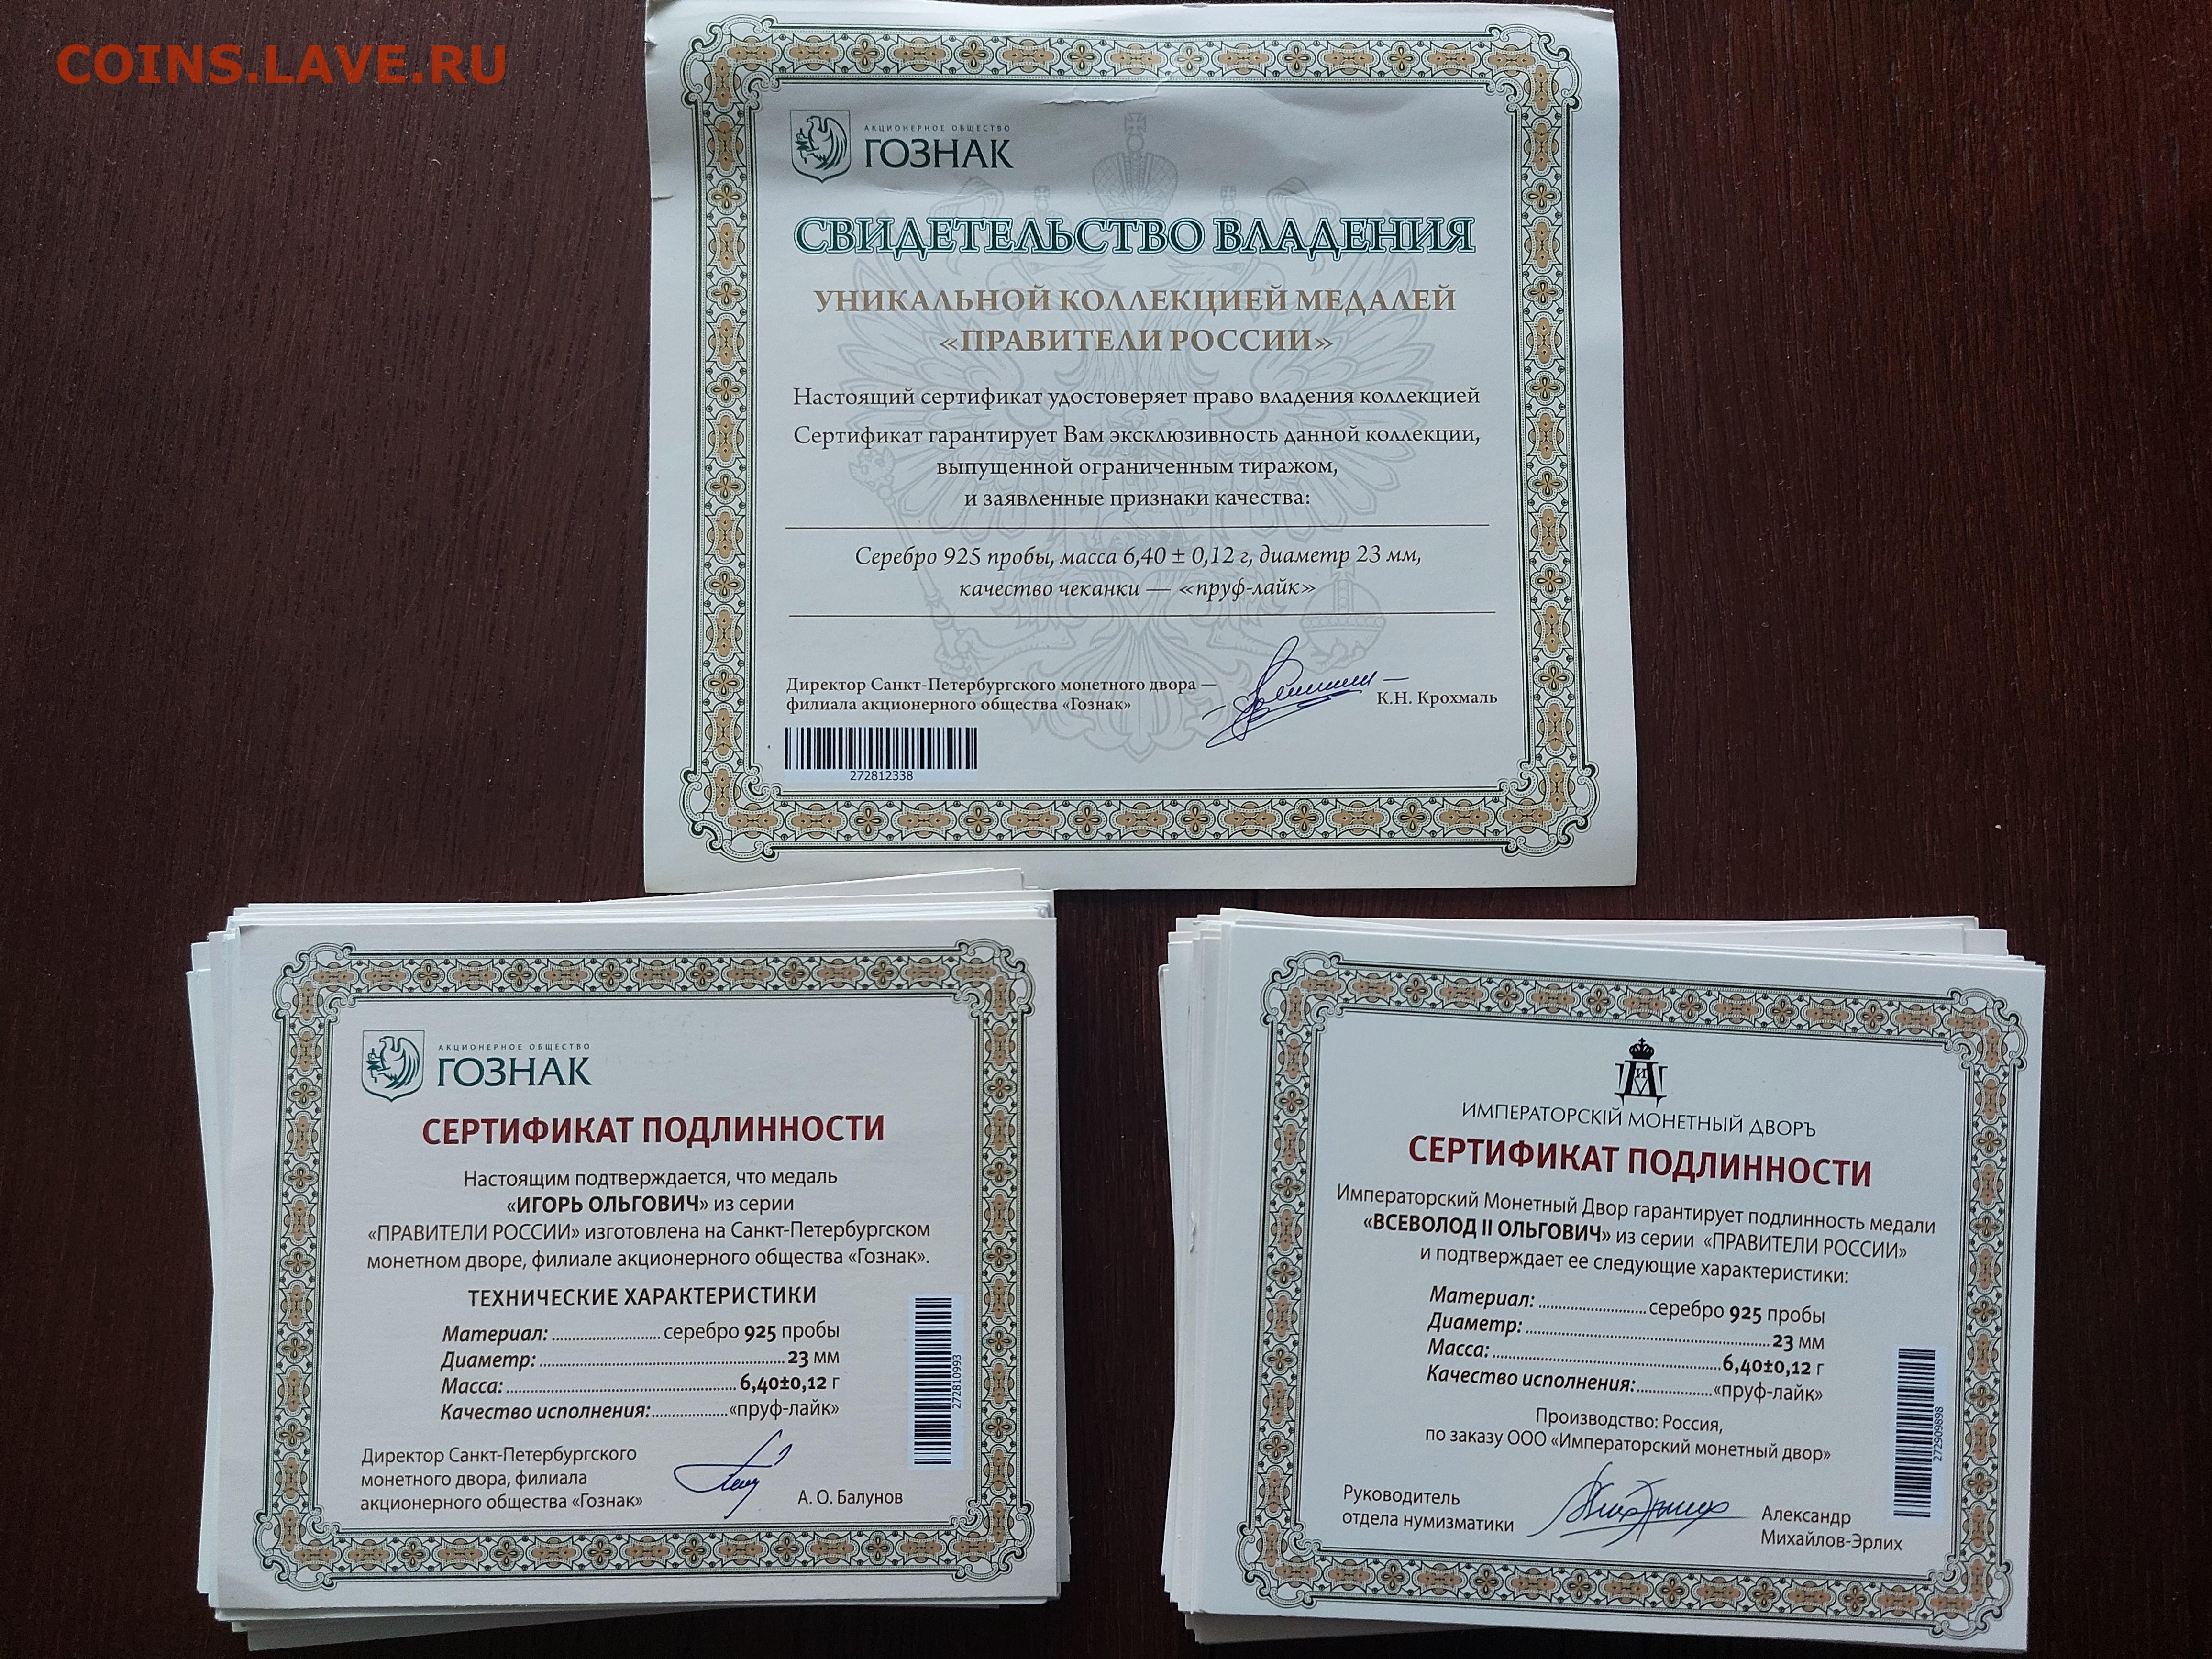 COINS.LAVE.RU
АКЦИОНЕРНОЕ ОБЩЕСТВО
ГОЗНАК
СВИДЕТЕЛЬСТВО ВЛАДЕНИЯ
УНИКАЛЬНОЙ КОЛЛЕКЦИЕЙ МЕДАЛЕЙ
«ПРАВИТЕЛИ РОССИИ»
Настоящий сертификат удостоверяет право владения коллекцией
Сертификат гарантирует Вам эксклюзивность данной коллекции,
выпущенной ограниченным тиражом,
и заявленные признаки качества:
Серебро 925 пробы, масса 6,40 ± 0,12 г, диаметр 23 мм,
качество чеканки — «пруф-лайк»
Директор Санкт-Петербургского монетного двора —
филиала акционерного общества «Гознак»
К.Н. Крохмаль
272812338
АКЦИОНЕРНОЕ ОБЩЕСТВО
ГОЗНАК
СЕРТИФИКАТ ПОДЛИННОСТИ
Настоящим подтверждается, что медаль
«ИГОРЬ ОЛЬГОВИЧ» из серии
«ПРАВИТЕЛИ РОССИИ» изготовлена на Санкт-Петербургском
монетном дворе, филиале акционерного общества «Гознак».
ТЕХНИЧЕСКИЕ ХАРАКТЕРИСТИКИ
Материал: ........................ серебро 925 пробы
Диаметр: ................................................ 23 мм
Масса: ............................................. 6,40±0,12 г
Качество исполнения: ............... «пруф-лайк»
Директор Санкт-Петербургского
монетного двора, филиала
акционерного общества «Гознак»
А. О. Балунов
272810993
ИМПЕРАТОРСКІЙ МОНЕТНЫЙ ДВОРЪ
СЕРТИФИКАТ ПОДЛИННОСТИ
Императорский Монетный Двор гарантирует подлинность медали
«ВСЕВОЛОД II ОЛЬГОВИЧ» из серии «ПРАВИТЕЛИ РОССИИ»
и подтверждает ее следующие характеристики:
Материал: ........................ серебро 925 пробы
Диаметр: ................................................ 23 мм
Масса: ............................................. 6,40±0,12 г
Качество исполнения: ............... «пруф-лайк»
Производство: Россия,
по заказу ООО «Императорский монетный двор»
Руководитель
отдела нумизматики
Александр
Михайлов-Эрлих
272909898